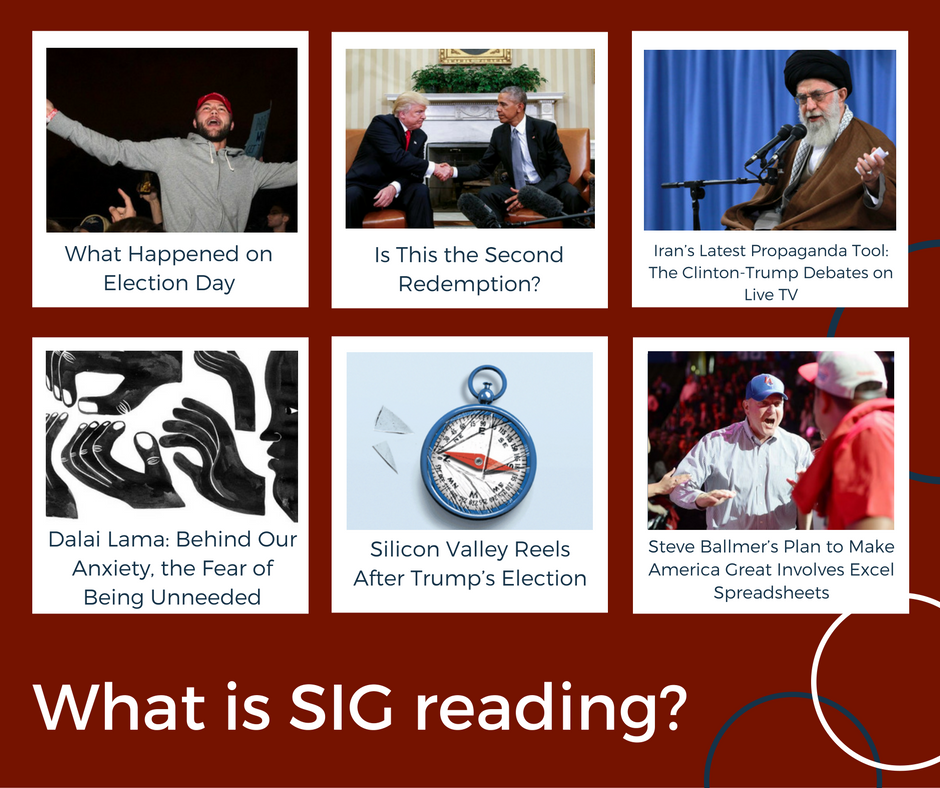 What Happened on
Election Day
Is This the Second
Redemption?
Iran's Latest Propaganda Tool:
The Clinton-Trump Debates on
Live TV
Dalai Lama: Behind Our
Anxiety, the Fear of
Being Unneeded
Silicon Valley Reels
After Trump's Election
Steve Ballmer's Plan to Make
America Great Involves Excel
Spreadsheets
What is SIG reading?